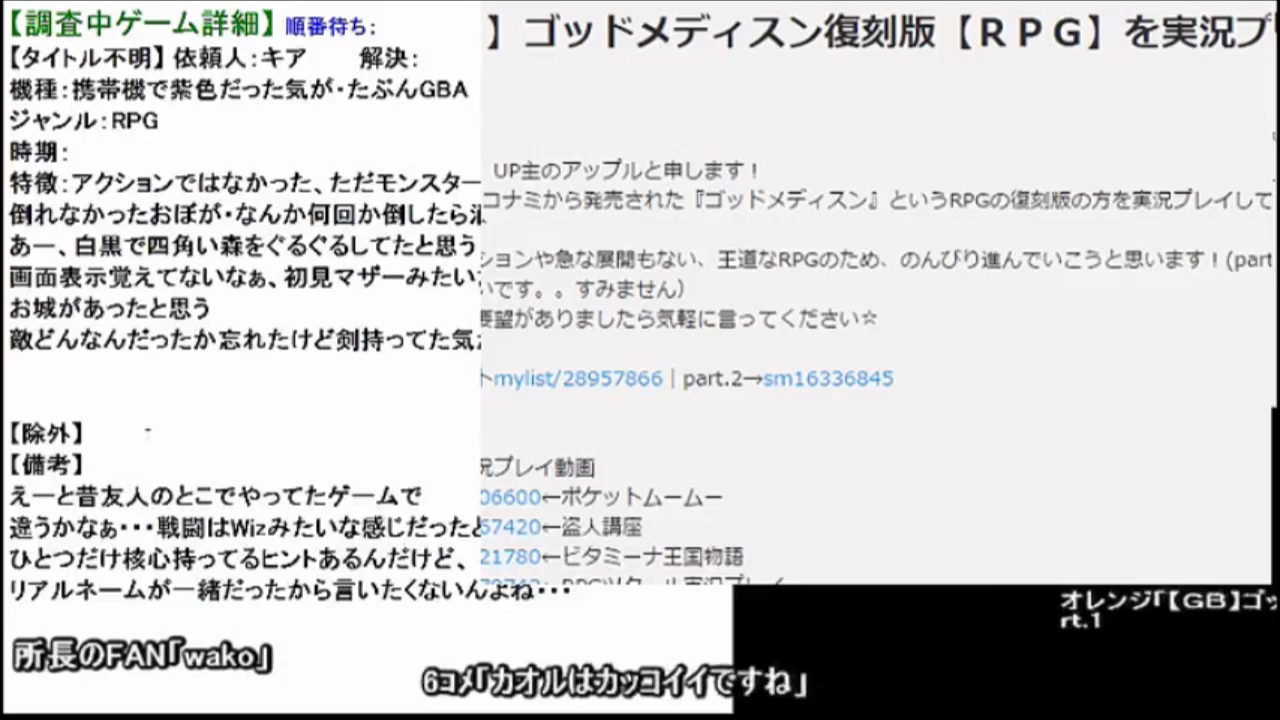 【調査中ゲーム詳細】 順番待ち:
【タイトル不明】 依頼人:キア 解決:
機種:携帯機で紫色だった気が・たぶんGBA
ジャンル:RPG
時期:
特徴:アクションではなかった、ただモンスター
倒れなかったおぼが・なんか何回か倒したら
あー、白黒で四角い森をぐるぐるしてたと思う
画面表示覚えてないなぁ、初見マザーみたい
お城があったと思う
敵どんなんだったか忘れたけど剣持ってた気
【除外】
【備考】
えーと昔友人のとこでやってたゲームで
違うかなぁ・・・戦闘はWizみたいな感じだったと
ひとつだけ核心持ってるヒントあるんだけど、
リアルネームが一緒だったから言いたくないんよね・・・
】ゴッドメディスン復刻版【ＲＰＧ】を実況プ
UP主のアップルと申します！
コナミから発売された『ゴッドメディスン』というRPGの復刻版の方を実況プレイして
ションや急な展開もない、王道なRPGのため、のんびり進んでいこうと思います！(part
いです。。すみません）
要望がありましたら気軽に言ってください☆
mylist/28957866｜part.2→sm16336845
況プレイ動画
06600←ポケットムームー
67420←盗人講座
21780←ビタミーナ王国物語
←RPGツクール実況プレイ
オレンジ「【GB】ゴッ
rt.1
所長のFAN「wako」
6コメ「カオルはカッコイイですね」